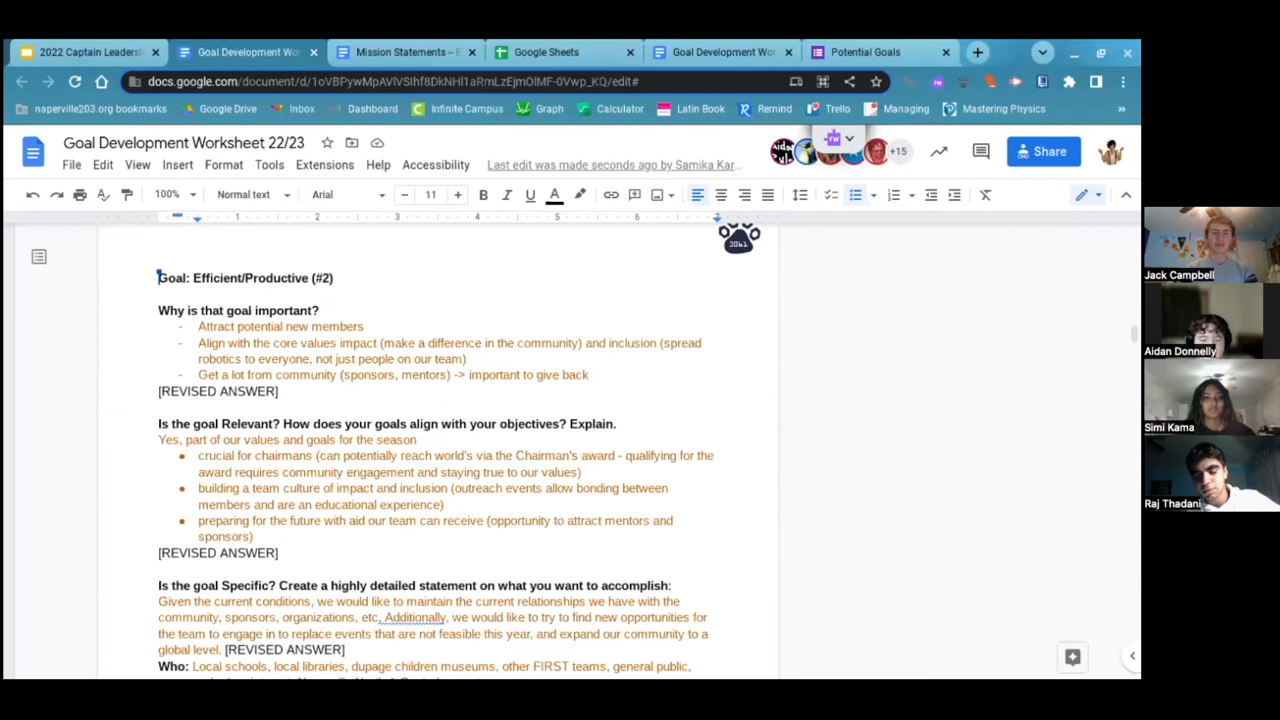 2022 Captain Leaders
Goal Development Wo
Mission Statements –
Google Sheets
Goal Development Wo
Potential Goals
docs.google.com/document/d/1oVBPywMpAVlVSIhf8DkNHl1aRmLzEjmOlMF-0Vwp_KQ/edit#
naperville203.org bookmarks
Google Drive
Inbox
Dashboard
Infinite Campus
Graph
Calculator
Latin Book
Remind
Trello
Managing
Mastering Physics
Goal Development Worksheet 22/23
+15
Share
File Edit View Insert Format Tools Extensions Help Accessibility
Last edit was made seconds ago by Samika Kar...
100%
Normal text
Arial
11
B I U A
1 2 3 4 5 6 7
3061
Goal: Efficient/Productive (#2)
Why is that goal important?
- Attract potential new members
- Align with the core values impact (make a difference in the community) and inclusion (spread
robotics to everyone, not just people on our team)
- Get a lot from community (sponsors, mentors) -> important to give back
[REVISED ANSWER]
Is the goal Relevant? How does your goals align with your objectives? Explain.
Yes, part of our values and goals for the season
● crucial for chairmans (can potentially reach world's via the Chairman's award - qualifying for the
award requires community engagement and staying true to our values)
● building a team culture of impact and inclusion (outreach events allow bonding between
members and are an educational experience)
● preparing for the future with aid our team can receive (opportunity to attract mentors and
sponsors)
[REVISED ANSWER]
Is the goal Specific? Create a highly detailed statement on what you want to accomplish:
Given the current conditions, we would like to maintain the current relationships we have with the
community, sponsors, organizations, etc, Additionally, we would like to try to find new opportunities for
the team to engage in to replace events that are not feasible this year, and expand our community to a
global level. [REVISED ANSWER]
Who: Local schools, local libraries, dupage children museums, other FIRST teams, general public,
Jack Campbell
Aidan Donnelly
Simi Kama
Raj Thadani